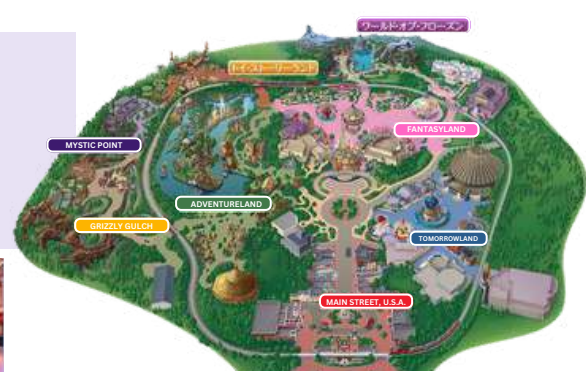 ワールド・オブ・フローズン
トイ・ストーリーランド
FANTASYLAND
MYSTIC POINT
ADVENTURELAND
GRIZZLY GULCH
TOMORROWLAND
MAIN STREET, U.S.A.